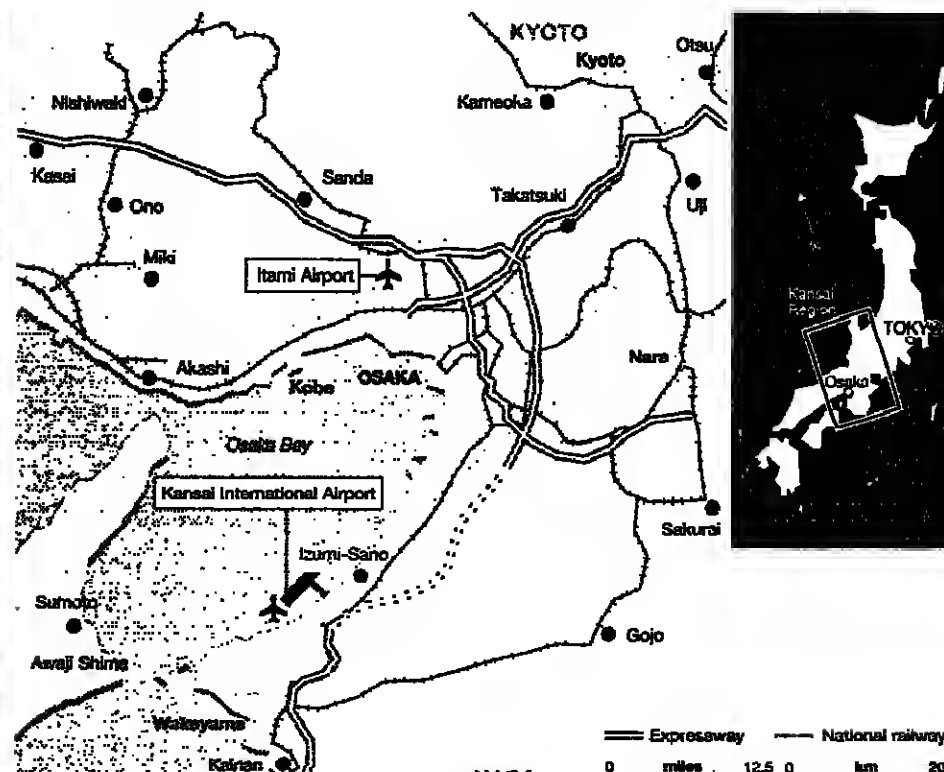 KYOTO
Kyoto
Otsu
Nishiwaki
Kameoka
Kasai
Sanda
Takatsuki
Uji
Ono
Miki
Itami Airport
Kansai
Region
TOKYO
Nara
Akashi
Kobe
OSAKA
Osaka
Osaka Bay
Kansai International Airport
Sakurai
Izumi-Sano
Sumoto
Gojo
Awaji Shima
Wakayama
Kainan
Expressway
National railway
0 miles 12.5 0 km 20